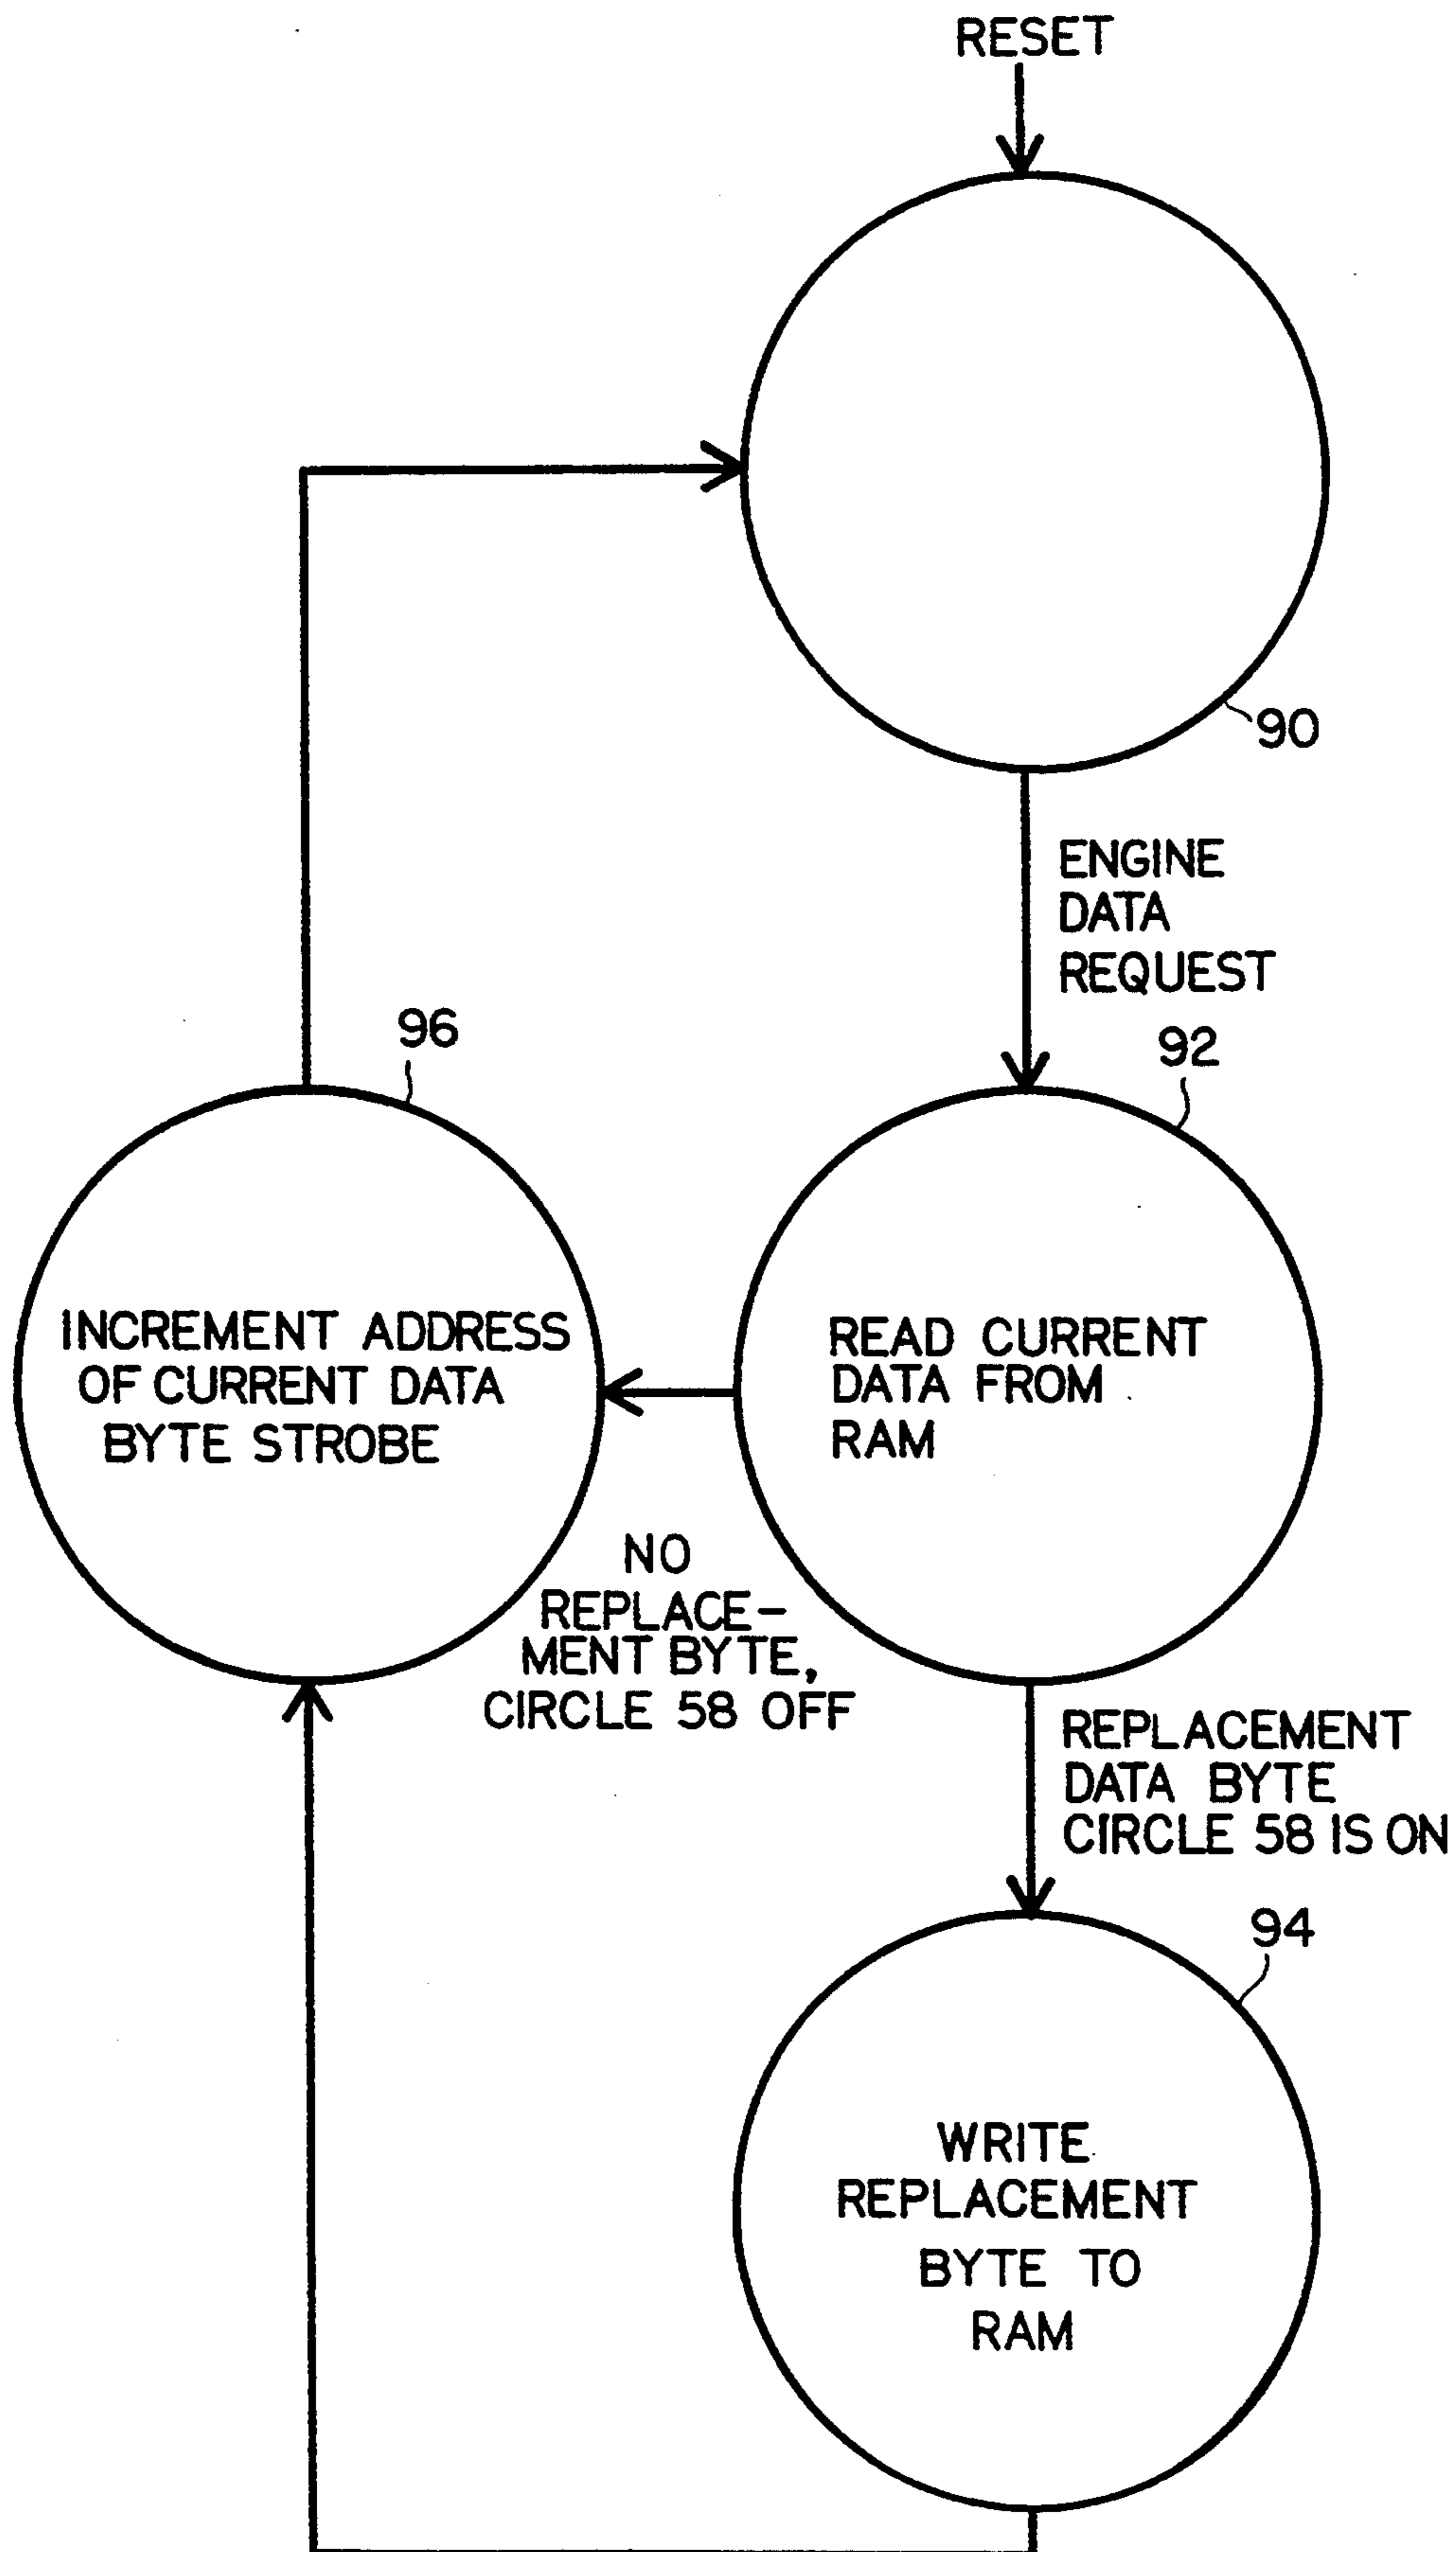 RESET
90
ENGINE
DATA
REQUEST
96
92
INCREMENT ADDRESS
OF CURRENT DATA
BYTE STROBE
READ CURRENT
DATA FROM
RAM
NO
REPLACE-
MENT BYTE,
CIRCLE 58 OFF
REPLACEMENT
DATA BYTE
CIRCLE 58 IS ON
94
WRITE
REPLACEMENT
BYTE TO
RAM